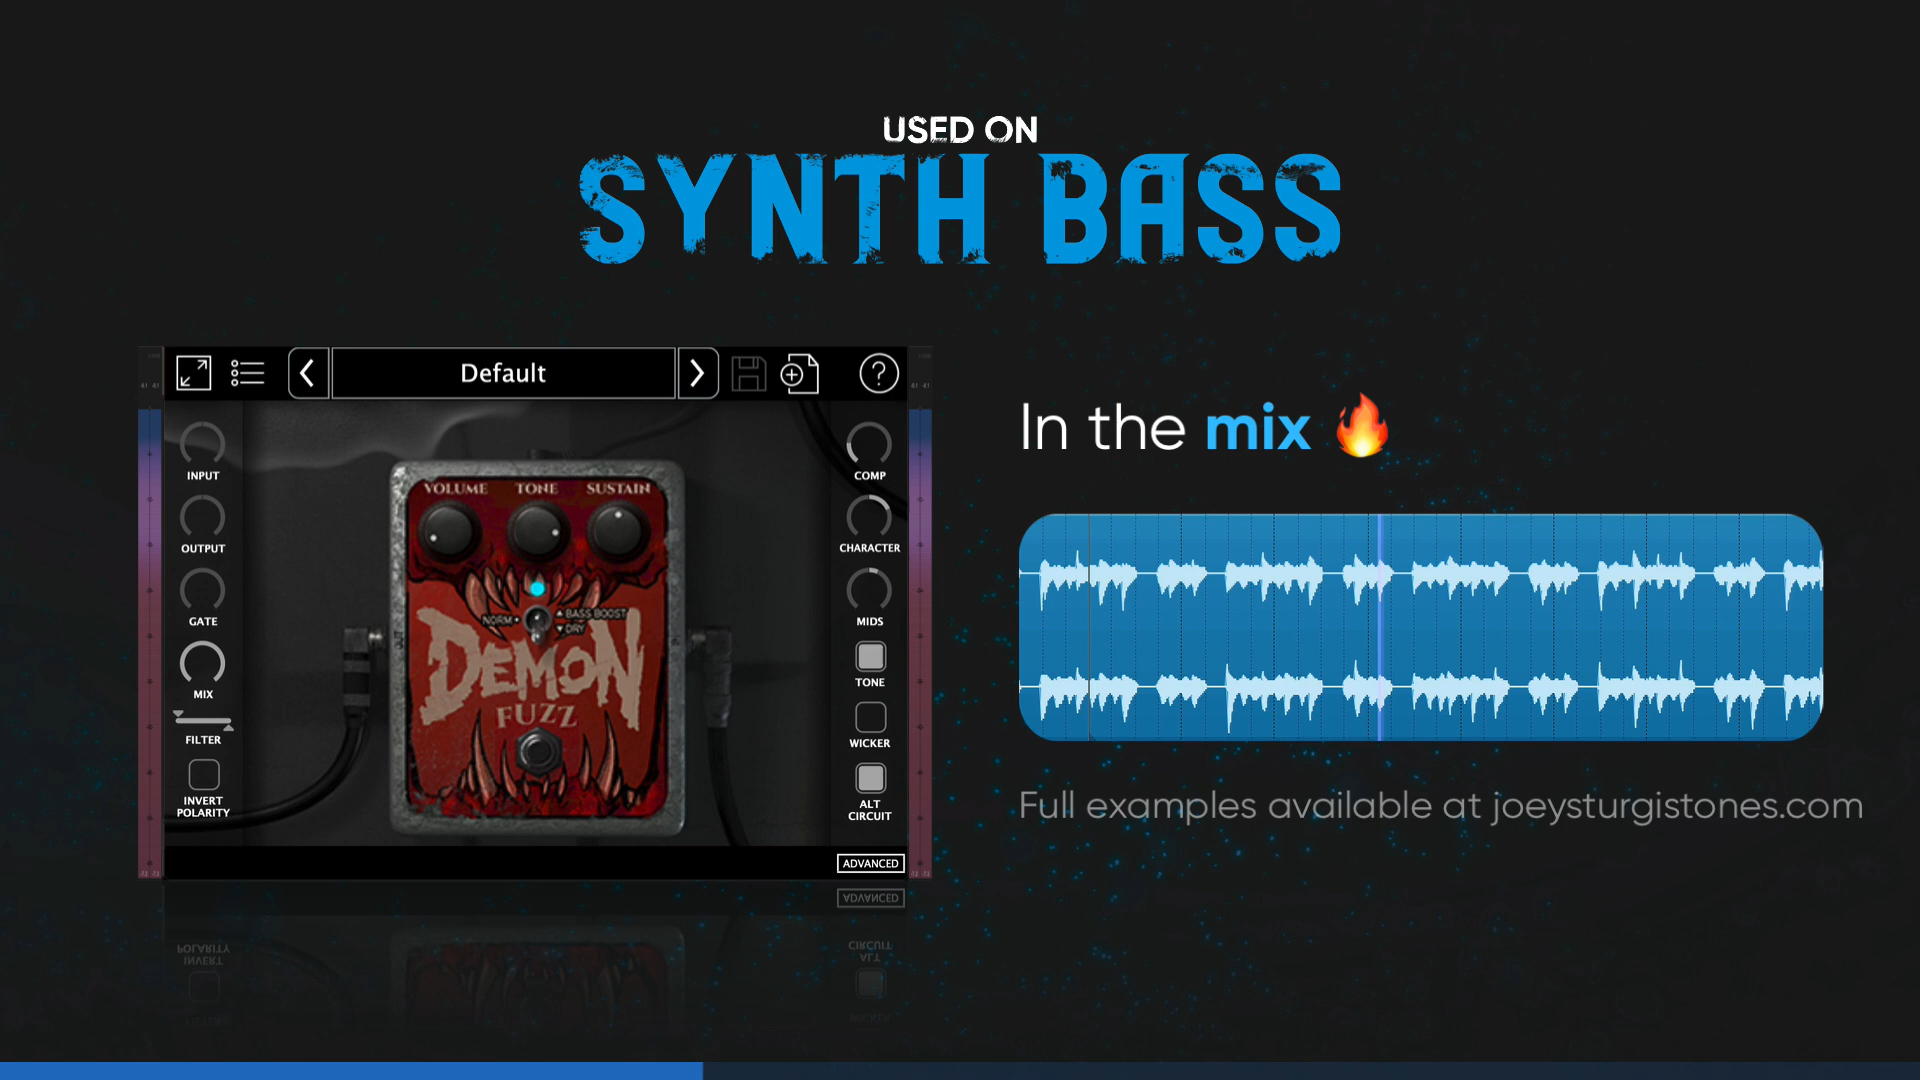 USED ON
SYNTH BASS
Default
INPUT
OUTPUT
GATE
MIX
FILTER
INVERT
POLARITY
VOLUME TONE SUSTAIN
NORM
BASS BOOST
DRY
DEMON
FUZZ
COMP
CHARACTER
MIDS
TONE
WICKER
ALT
CIRCUIT
ADVANCED
In the mix 🔥
Full examples available at joeysturgistones.com